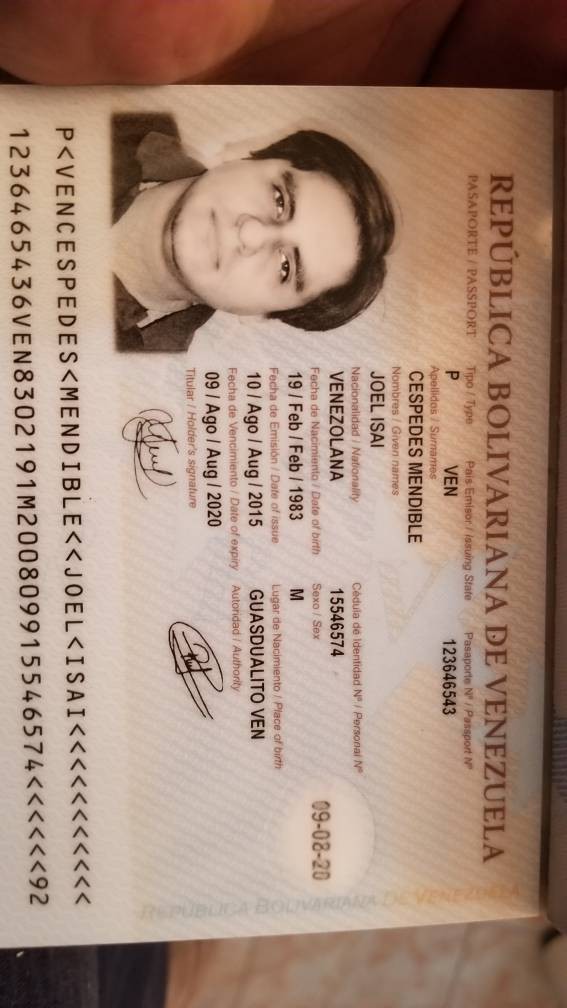 REPÚBLICA BOLIVARIANA DE VENEZUELA
PASAPORTE / PASSPORT
Tipo / Type País Emisor / Issuing State Pasaporte Nº / Passport Nº
P VEN 123646543
Apellidos / Surnames
CESPEDES MENDIBLE
Nombres / Given names
JOEL ISAI
Nacionalidad / Nationality Cédula de Identidad Nº / Personal Nº
VENEZOLANA 15546574
Fecha de Nacimiento / Date of birth Sexo / Sex
19 / Feb / Feb / 1983 M
Fecha de Emisión / Date of issue Lugar de Nacimiento / Place of birth
10 / Ago / Aug / 2015 GUASDUALITO VEN
Fecha de Vencimiento / Date of expiry Autoridad / Authority
09 / Ago / Aug / 2020
Titular / Holder's signature
09-08-20
REPÚBLICA BOLIVARIANA DE VENEZUELA
P<VENCESPEDES<MENDIBLE<<JOEL<ISAI<<<<<<<<<<<
1236465436VEN8302191M200809915546574<<<<<<92